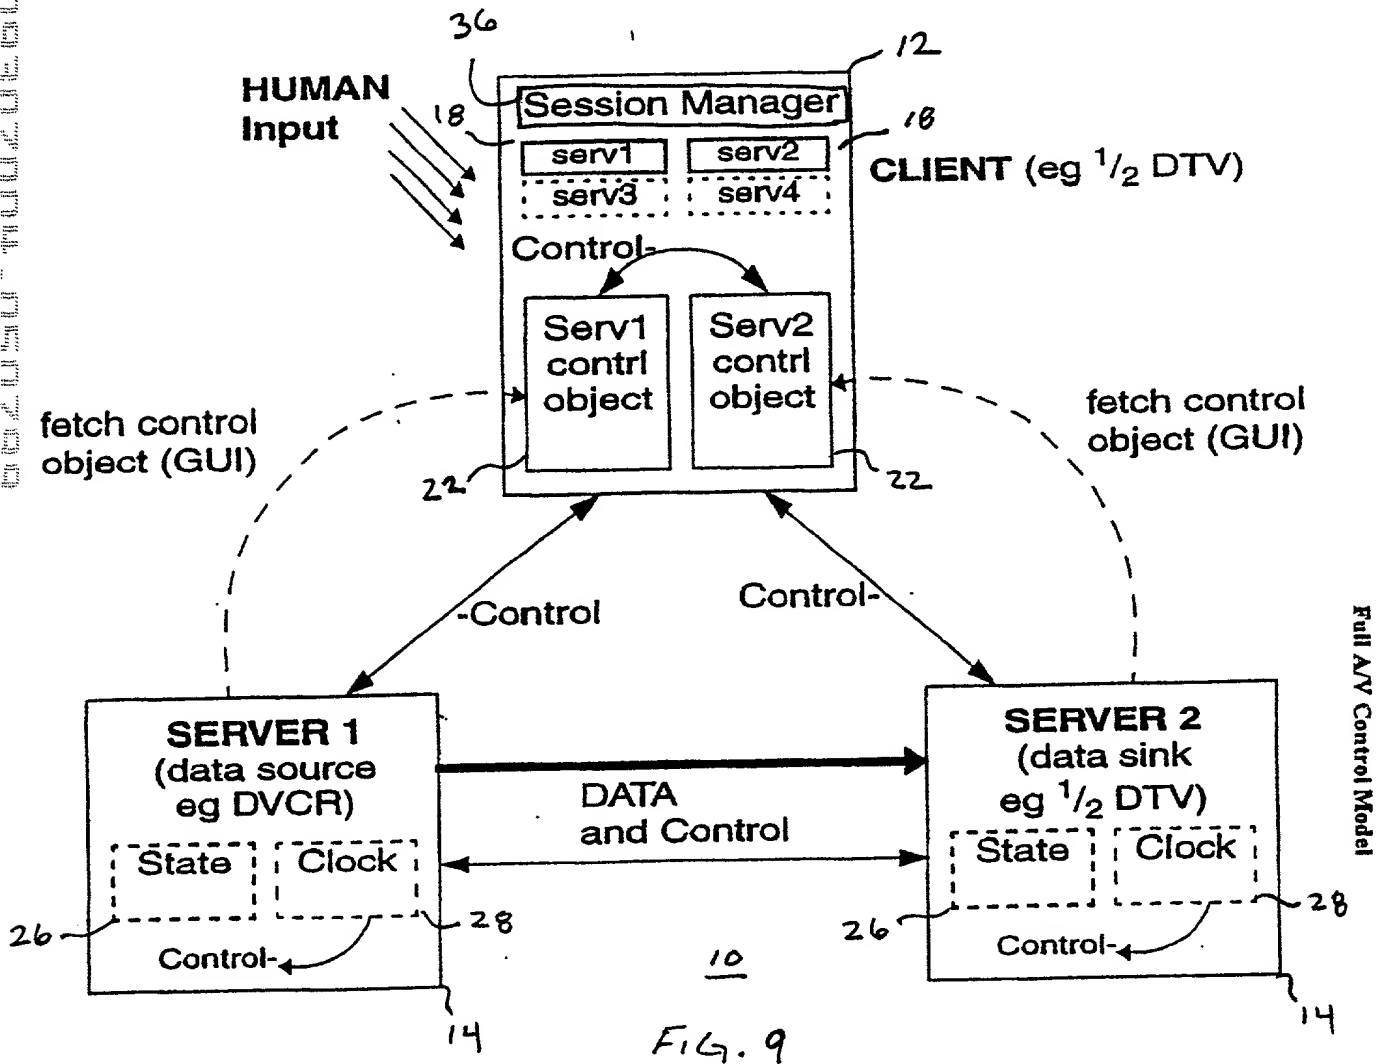 36
12
HUMAN
Input
Session Manager
18
18
serv1 serv2
serv3 serv4
CLIENT (eg 1/2 DTV)
Control-
Serv1
contrl
object
Serv2
contrl
object
fetch control
object (GUI)
fetch control
object (GUI)
22
22
-Control
Control-
Full A/V Control Model
SERVER 1
(data source
eg DVCR)
State Clock
26
28
Control-
14
DATA
and Control
SERVER 2
(data sink
eg 1/2 DTV)
State Clock
26
28
Control-
14
10
FIG. 9